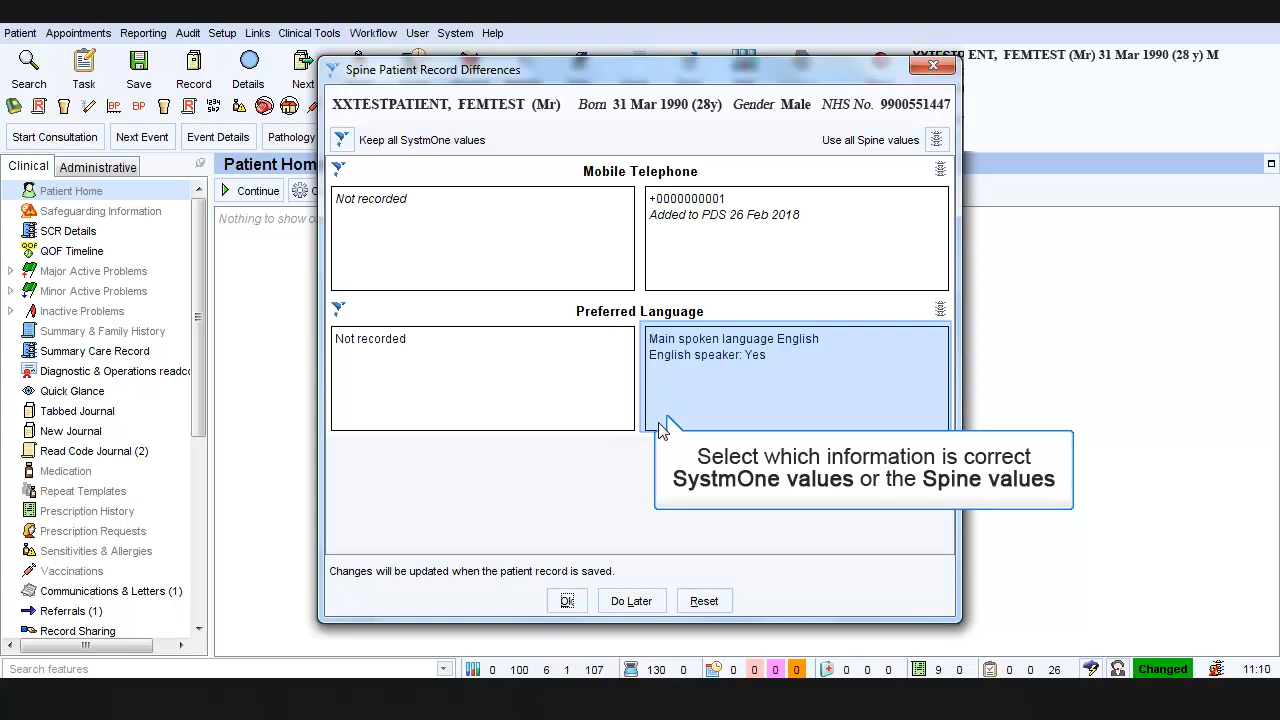 Patient Appointments Reporting Audit Setup Links Clinical Tools Workflow User System Help
ENT, FEMTEST (Mr) 31 Mar 1990 (28 y) M
Search Task Save Record Details Next
Start Consultation Next Event Event Details Pathology
Clinical Administrative
Patient Home
Safeguarding Information
SCR Details
QOF Timeline
Major Active Problems
Minor Active Problems
Inactive Problems
Summary & Family History
Summary Care Record
Diagnostic & Operations readco
Quick Glance
Tabbed Journal
New Journal
Read Code Journal (2)
Medication
Repeat Templates
Prescription History
Prescription Requests
Sensitivities & Allergies
Vaccinations
Communications & Letters (1)
Referrals (1)
Record Sharing
Patient Hom
Continue
Nothing to show o
Spine Patient Record Differences
XXTESTPATIENT, FEMTEST (Mr) Born 31 Mar 1990 (28y) Gender Male NHS No. 9900551447
Keep all SystmOne values Use all Spine values
Mobile Telephone
Not recorded
+0000000001
Added to PDS 26 Feb 2018
Preferred Language
Not recorded
Main spoken language English
English speaker: Yes
Select which information is correct
SystmOne values or the Spine values
Changes will be updated when the patient record is saved.
Ok Do Later Reset
Search features
0 100 6 1 107 130 0 0 0 0 0 0 0 0 9 0 0 0 26 Changed 11:10